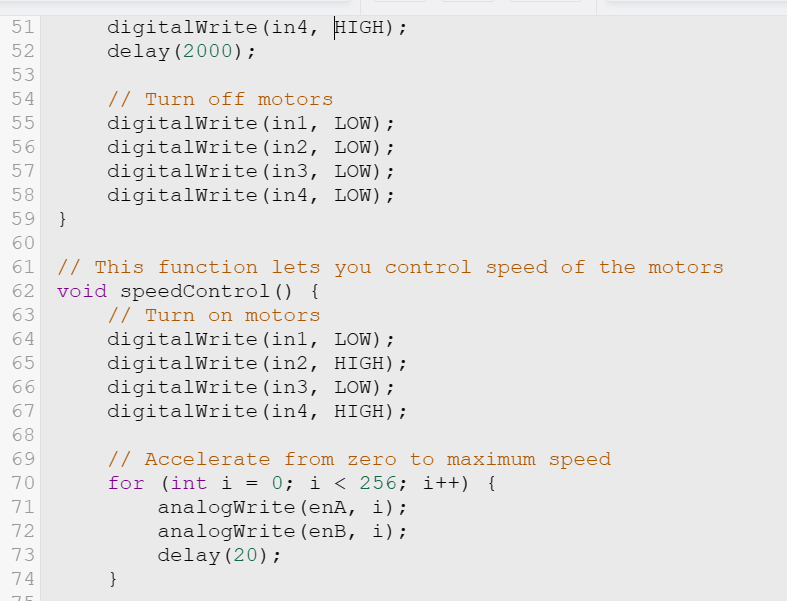 51 digitalWrite(in4, HIGH);
52 delay(2000);
53
54 // Turn off motors
55 digitalWrite(in1, LOW);
56 digitalWrite(in2, LOW);
57 digitalWrite(in3, LOW);
58 digitalWrite(in4, LOW);
59 }
60
61 // This function lets you control speed of the motors
62 void speedControl() {
63 // Turn on motors
64 digitalWrite(in1, LOW);
65 digitalWrite(in2, HIGH);
66 digitalWrite(in3, LOW);
67 digitalWrite(in4, HIGH);
68
69 // Accelerate from zero to maximum speed
70 for (int i = 0; i < 256; i++) {
71 analogWrite(enA, i);
72 analogWrite(enB, i);
73 delay(20);
74 }
75